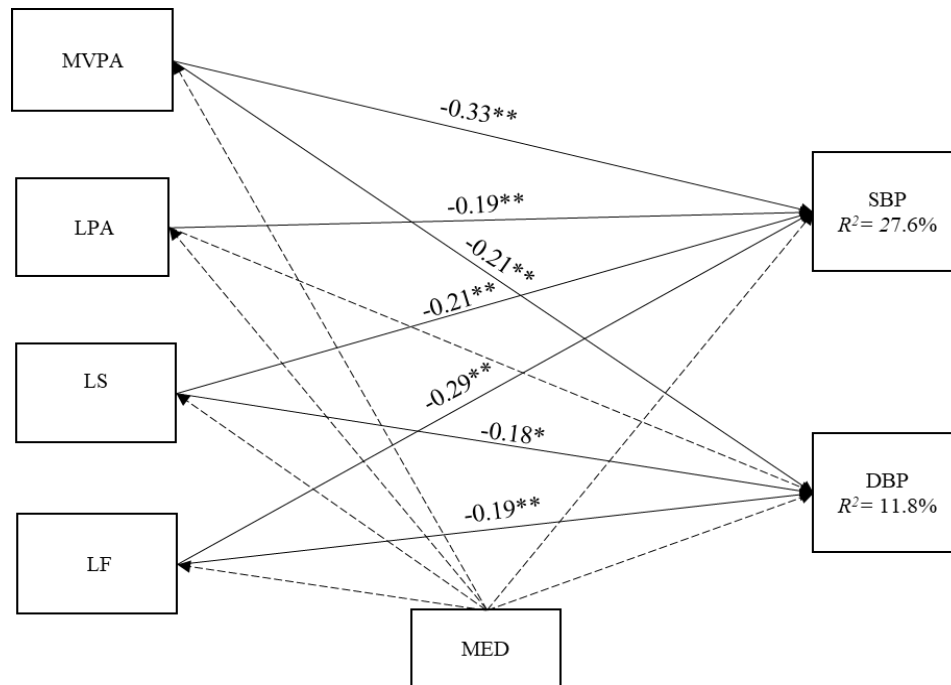 MVPA
-0.33**
SBP
R²= 27.6%
LPA
-0.19**
-0.21**
-0.21**
LS
-0.29**
-0.18*
DBP
R²= 11.8%
-0.19**
LF
MED